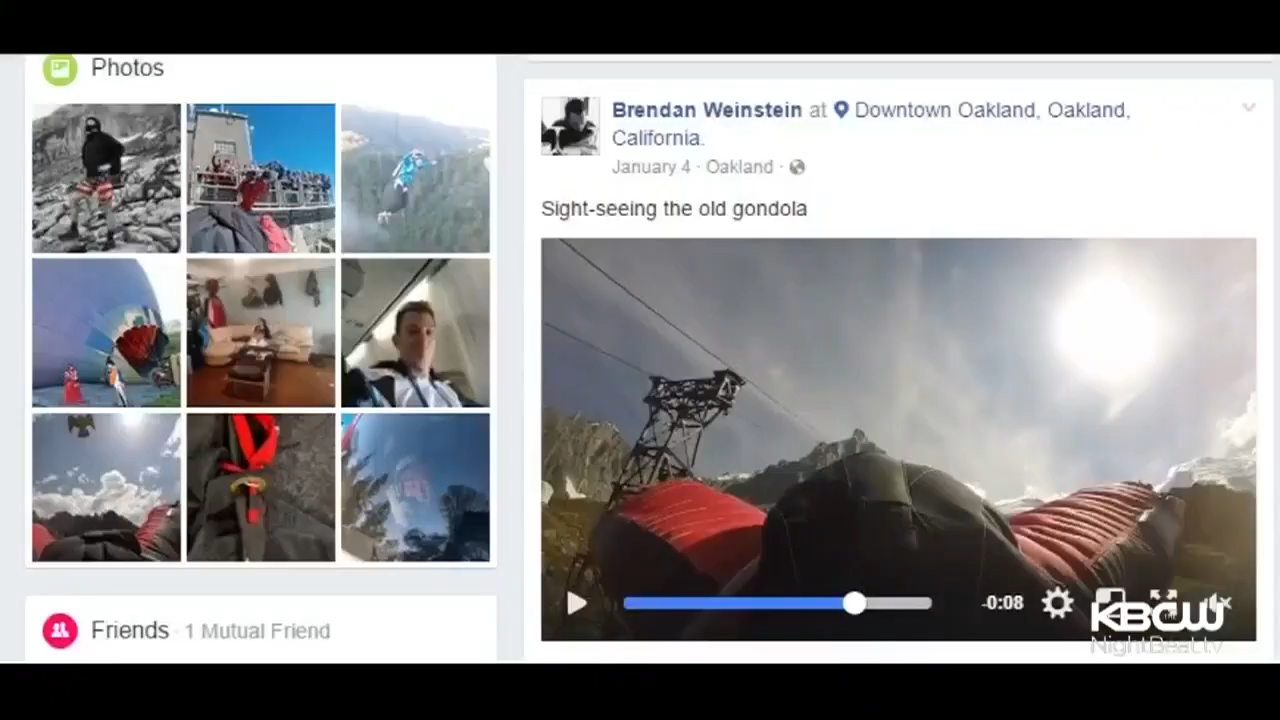 Photos
Brendan Weinstein at Downtown Oakland, Oakland,
California.
January 4 · Oakland ·
Sight-seeing the old gondola
-0:08
KBCW
NightBeat.tv
Friends · 1 Mutual Friend